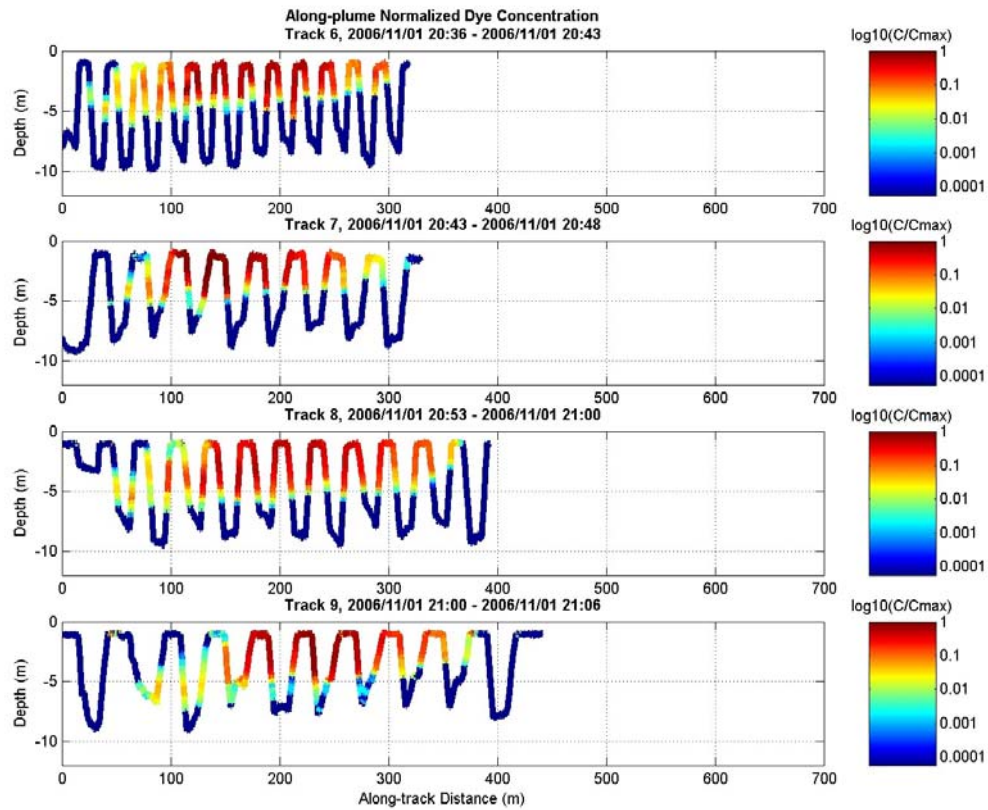 Along-plume Normalized Dye Concentration
Track 6, 2006/11/01 20:36 - 2006/11/01 20:43
log10(C/Cmax)
0
-5
-10
Depth (m)
0 100 200 300 400 500 600 700
1
0.1
0.01
0.001
0.0001
Track 7, 2006/11/01 20:43 - 2006/11/01 20:48
log10(C/Cmax)
0
-5
-10
Depth (m)
0 100 200 300 400 500 600 700
1
0.1
0.01
0.001
0.0001
Track 8, 2006/11/01 20:53 - 2006/11/01 21:00
log10(C/Cmax)
0
-5
-10
Depth (m)
0 100 200 300 400 500 600 700
1
0.1
0.01
0.001
0.0001
Track 9, 2006/11/01 21:00 - 2006/11/01 21:06
log10(C/Cmax)
0
-5
-10
Depth (m)
0 100 200 300 400 500 600 700
1
0.1
0.01
0.001
0.0001
Along-track Distance (m)